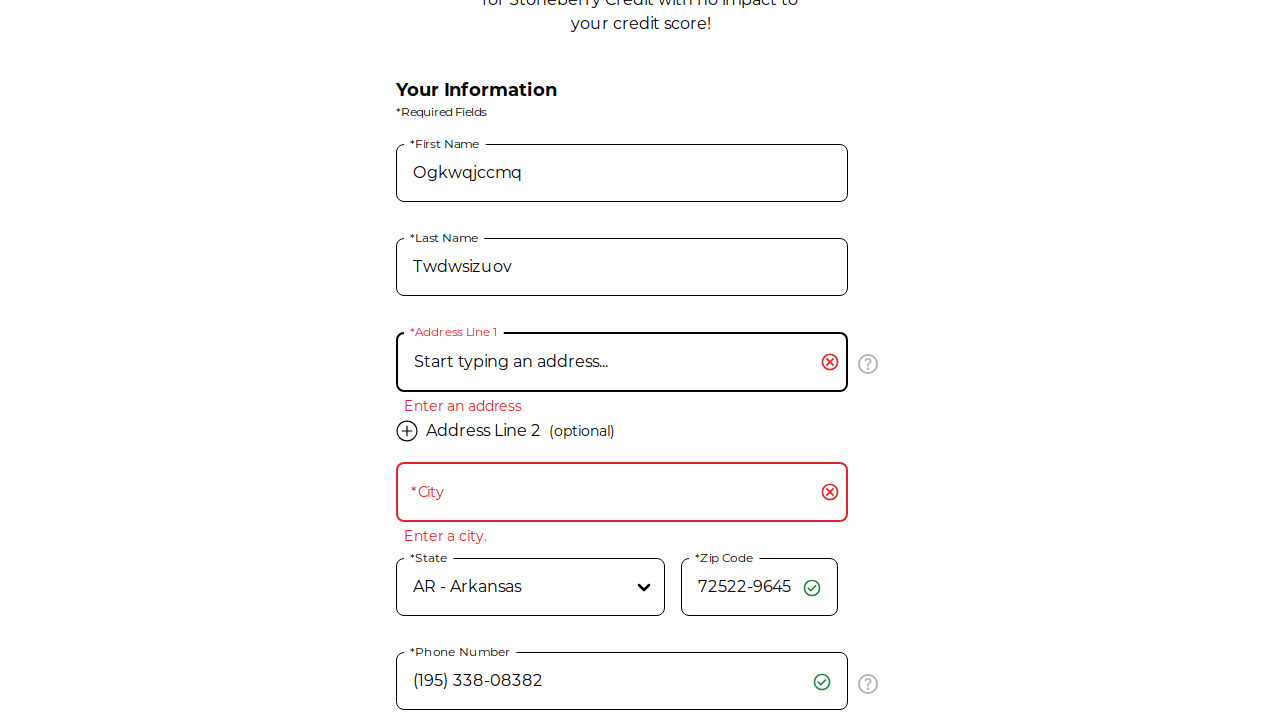 for Stoneberry Credit with no impact to
your credit score!
Your Information
*Required Fields
*First Name
Ogkwqjccmq
*Last Name
Twdwsizuov
*Address Line 1
Start typing an address...
Enter an address
Address Line 2 (optional)
*City
Enter a city.
*State
*Zip Code
AR - Arkansas
72522-9645
*Phone Number
(195) 338-08382